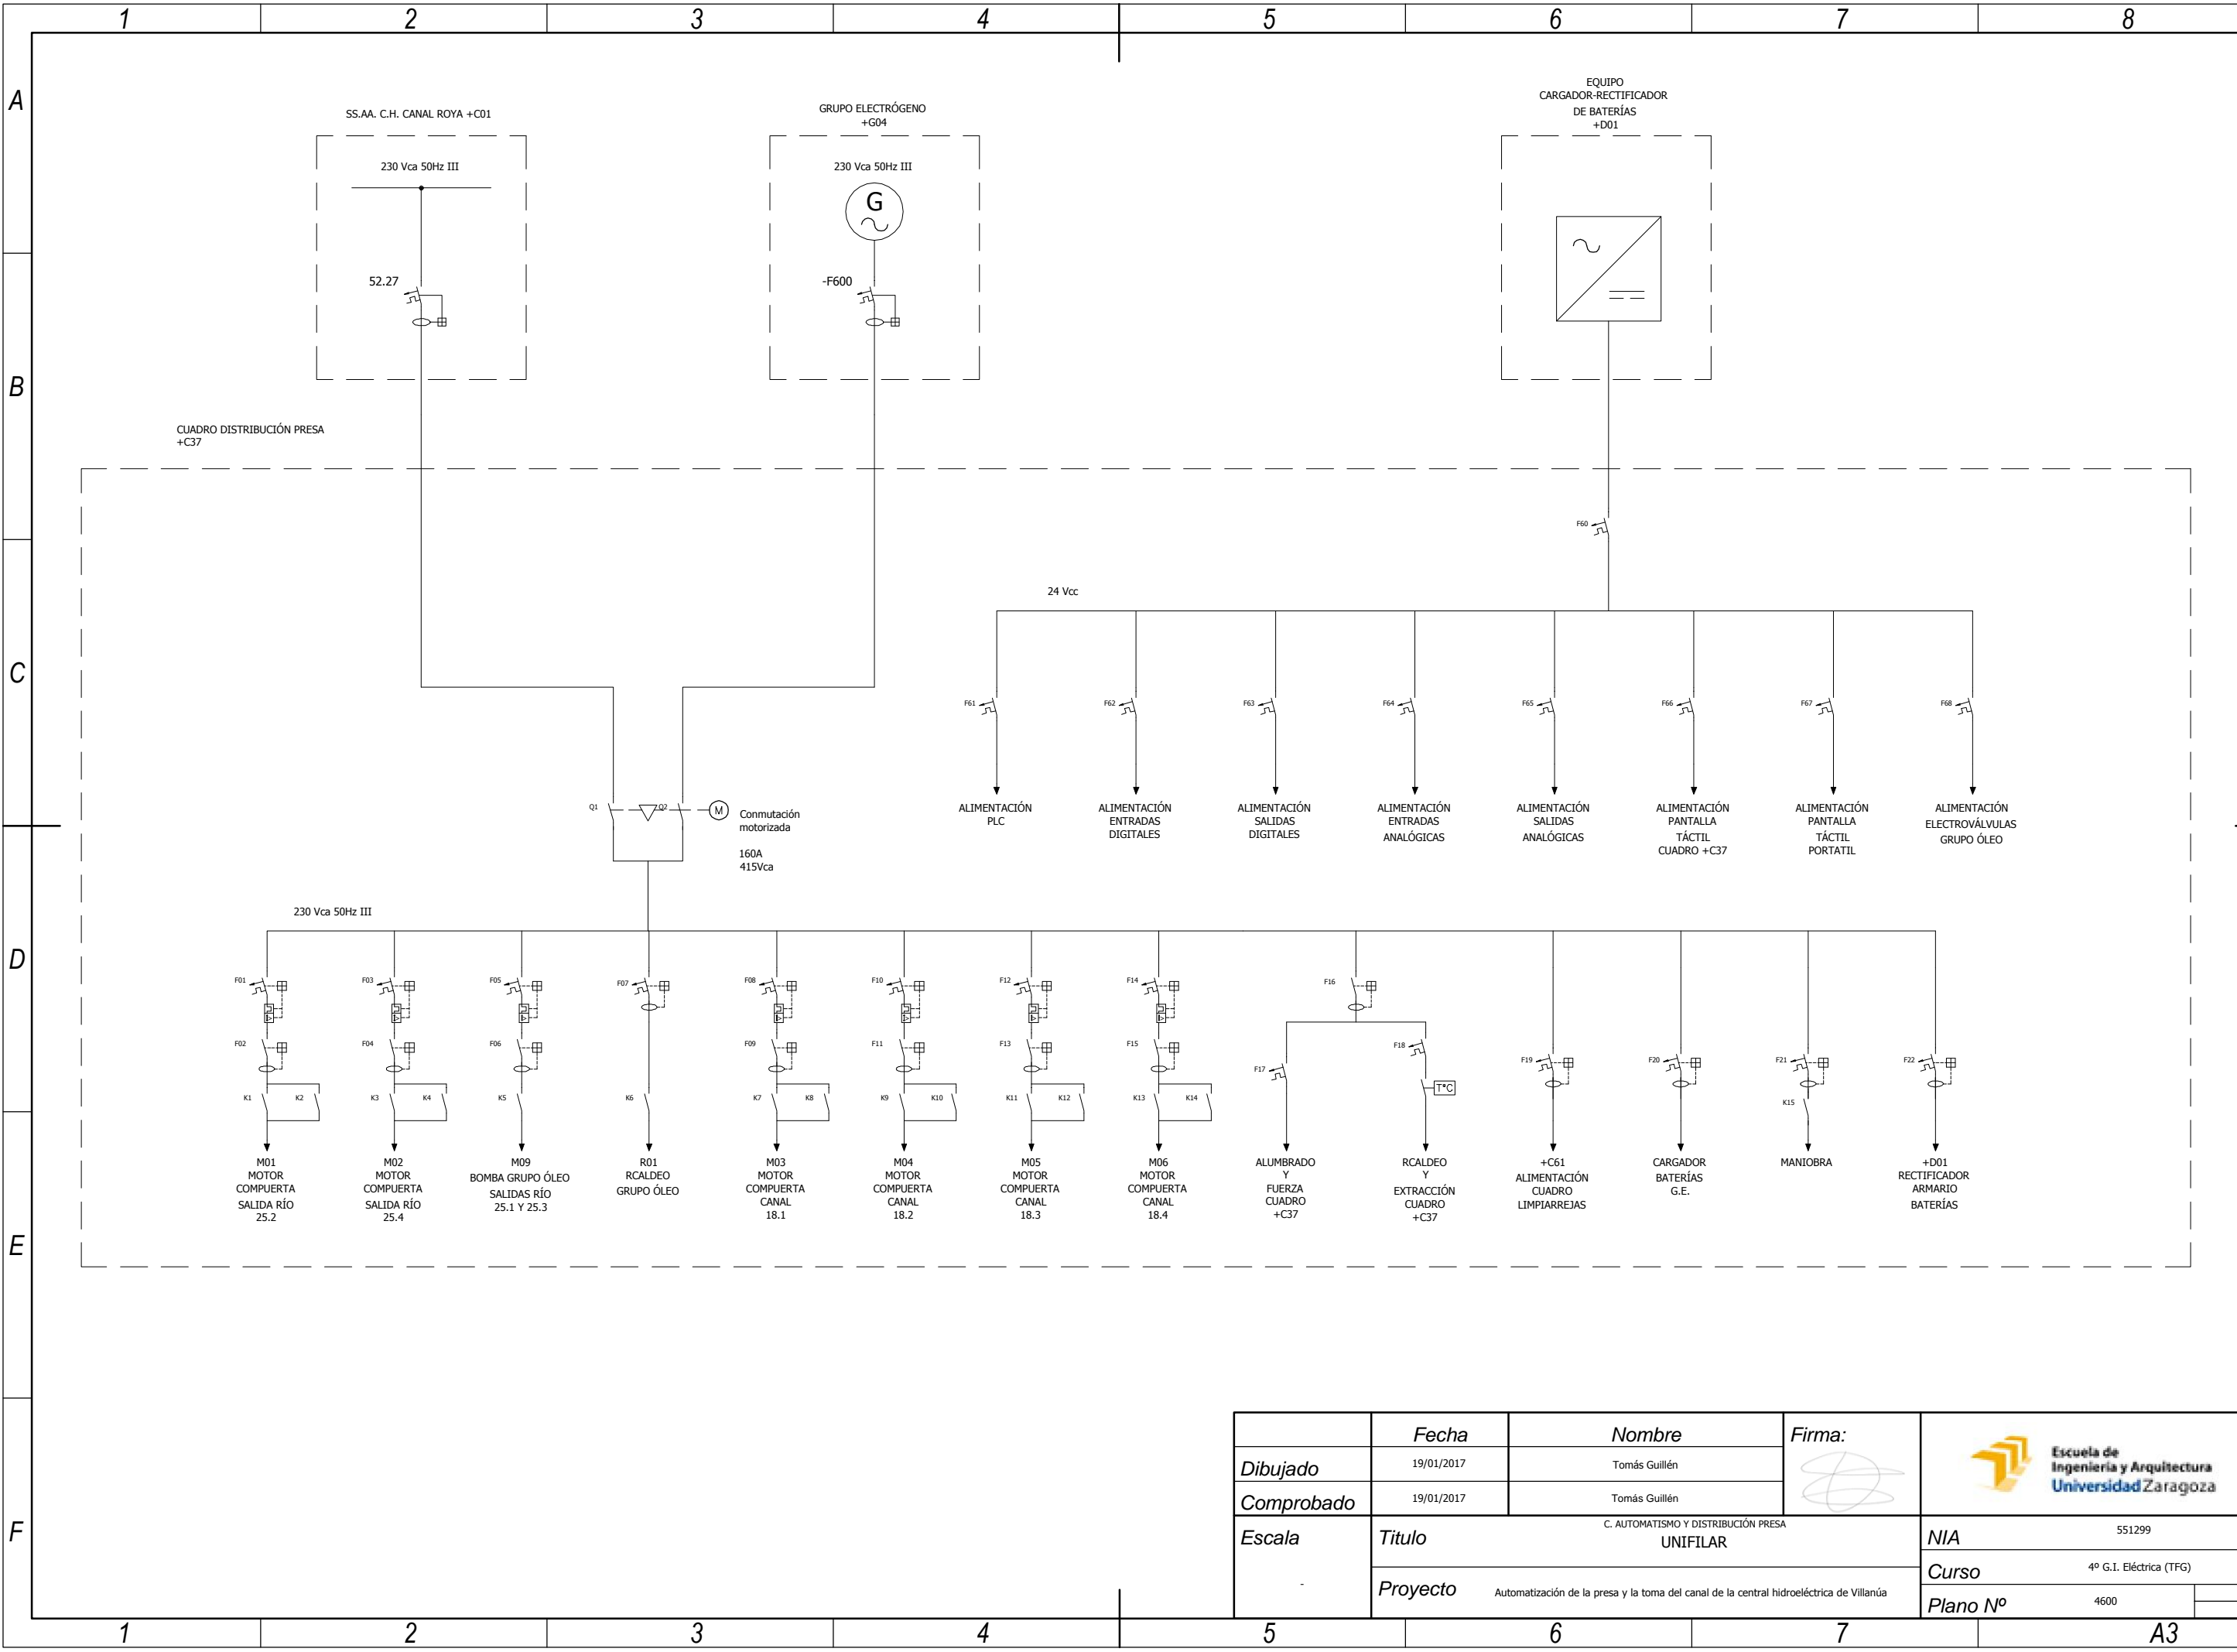 1 2 3 4 5 6 7 8
A
B
C
D
E
F
SS.AA. C.H. CANAL ROYA +C01
230 Vca 50Hz III
52.27
GRUPO ELECTRÓGENO
+G04
230 Vca 50Hz III
G
-F600
EQUIPO
CARGADOR-RECTIFICADOR
DE BATERÍAS
+D01
CUADRO DISTRIBUCIÓN PRESA
+C37
F60
24 Vcc
F61
F62
F63
F64
F65
F66
F67
F68
ALIMENTACIÓN
PLC
ALIMENTACIÓN
ENTRADAS
DIGITALES
ALIMENTACIÓN
SALIDAS
DIGITALES
ALIMENTACIÓN
ENTRADAS
ANALÓGICAS
ALIMENTACIÓN
SALIDAS
ANALÓGICAS
ALIMENTACIÓN
PANTALLA
TÁCTIL
CUADRO +C37
ALIMENTACIÓN
PANTALLA
TÁCTIL
PORTATIL
ALIMENTACIÓN
ELECTROVÁLVULAS
GRUPO ÓLEO
Q1
Q2
M
Conmutación
motorizada
160A
415Vca
230 Vca 50Hz III
F01
F03
F05
F07
F08
F10
F12
F14
F16
F02
F04
F06
F09
F11
F13
F15
F17
F18
F19
F20
F21
F22
T°C
K1
K2
K3
K4
K5
K6
K7
K8
K9
K10
K11
K12
K13
K14
K15
M01
MOTOR
COMPUERTA
SALIDA RÍO
25.2
M02
MOTOR
COMPUERTA
SALIDA RÍO
25.4
M09
BOMBA GRUPO ÓLEO
SALIDAS RÍO
25.1 Y 25.3
R01
RCALDEO
GRUPO ÓLEO
M03
MOTOR
COMPUERTA
CANAL
18.1
M04
MOTOR
COMPUERTA
CANAL
18.2
M05
MOTOR
COMPUERTA
CANAL
18.3
M06
MOTOR
COMPUERTA
CANAL
18.4
ALUMBRADO
Y
FUERZA
CUADRO
+C37
RCALDEO
Y
EXTRACCIÓN
CUADRO
+C37
+C61
ALIMENTACIÓN
CUADRO
LIMPIARREJAS
CARGADOR
BATERÍAS
G.E.
MANIOBRA
+D01
RECTIFICADOR
ARMARIO
BATERÍAS
Fecha Nombre Firma:
Dibujado 19/01/2017 Tomás Guillén
Comprobado 19/01/2017 Tomás Guillén
Escuela de
Ingeniería y Arquitectura
Universidad Zaragoza
Escala
-
Titulo
C. AUTOMATISMO Y DISTRIBUCIÓN PRESA
UNIFILAR
Proyecto Automatización de la presa y la toma del canal de la central hidroeléctrica de Villanúa
NIA 551299
Curso 4º G.I. Eléctrica (TFG)
Plano Nº 4600
1 2 3 4 5 6 7 A3